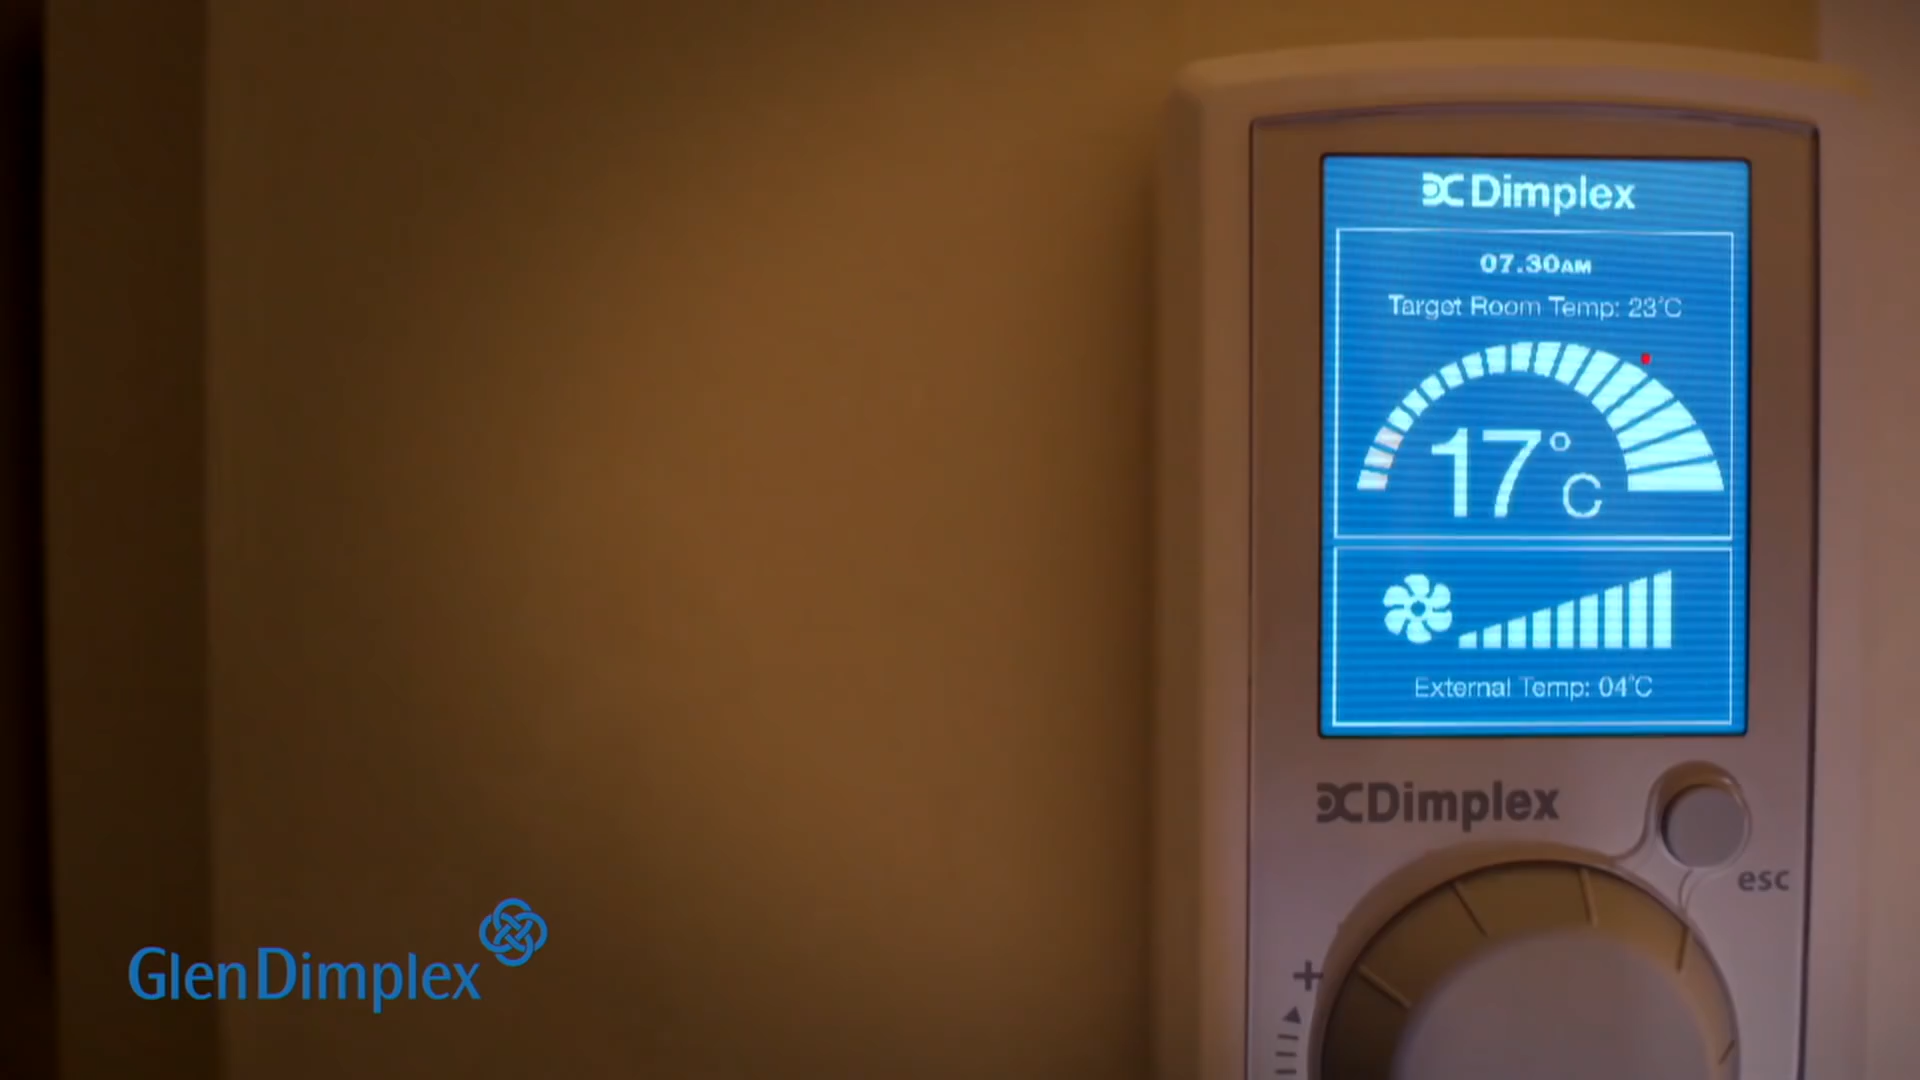 Dimplex
07.30AM
Target Room Temp: 23°C
17°C
External Temp: 04°C
Dimplex
esc
+
GlenDimplex